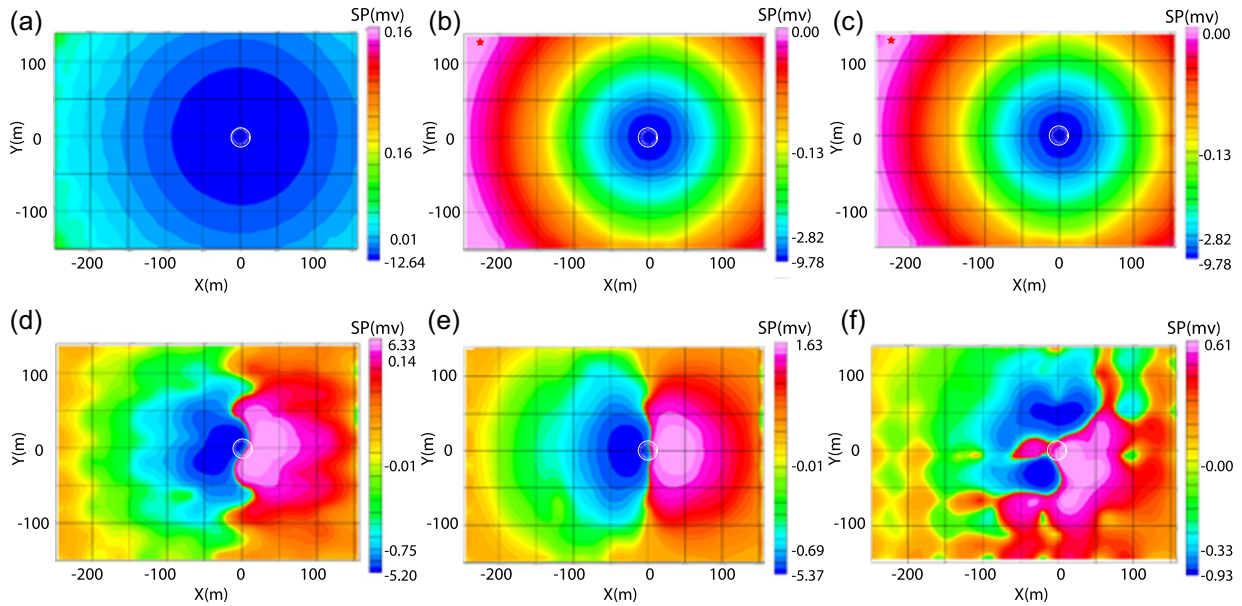 (a)
SP(mv)
0.16
0.16
0.01
-12.64
100
0
-100
Y(m)
-200 -100 0 100
X(m)
(b)
SP(mv)
0.00
-0.13
-2.82
-9.78
100
0
-100
Y(m)
-200 -100 0 100
X(m)
(c)
SP(mv)
0.00
-0.13
-2.82
-9.78
100
0
-100
Y(m)
-200 -100 0 100
X(m)
(d)
SP(mv)
6.33
0.14
-0.01
-0.75
-5.20
100
0
-100
Y(m)
-200 -100 0 100
X(m)
(e)
SP(mv)
1.63
-0.01
-0.69
-5.37
100
0
-100
Y(m)
-200 -100 0 100
X(m)
(f)
SP(mv)
0.61
-0.00
-0.33
-0.93
100
0
-100
Y(m)
-200 -100 0 100
X(m)